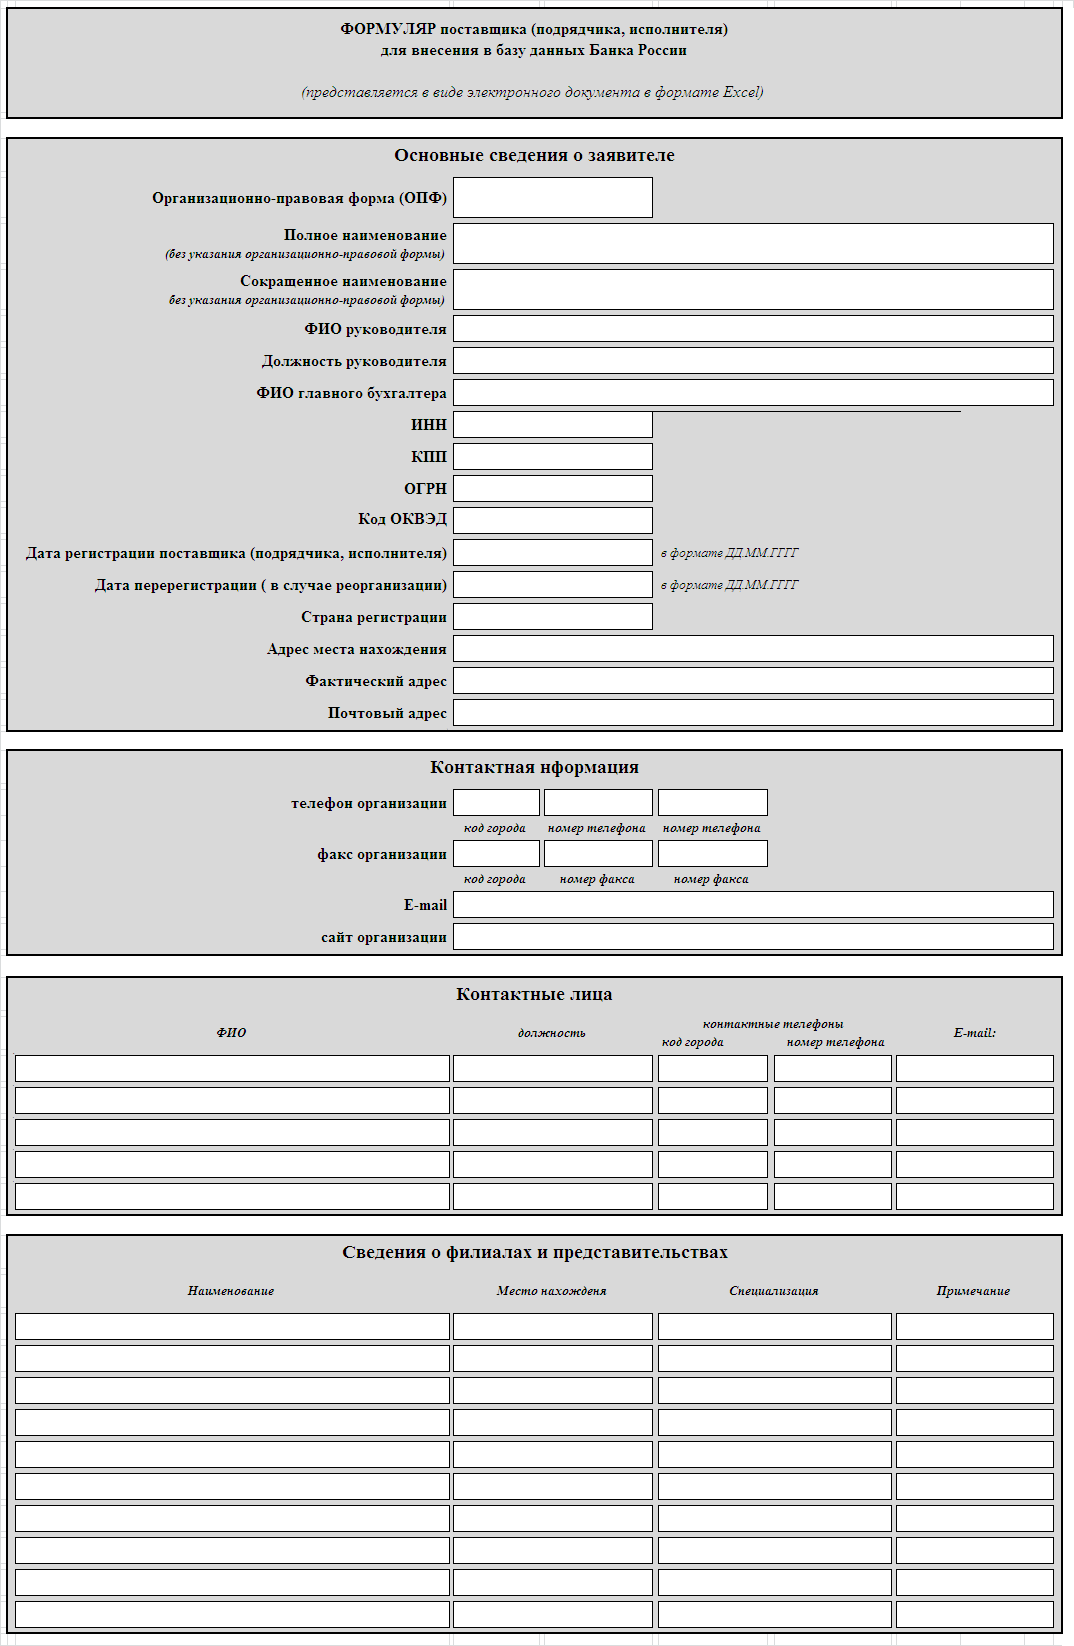 ФОРМУЛЯР поставщика (подрядчика, исполнителя)
для внесения в базу данных Банка России
(представляется в виде электронного документа в формате Excel)
Основные сведения о заявителе
Организационно-правовая форма (ОПФ)
Полное наименование
(без указания организационно-правовой формы)
Сокращенное наименование
без указания организационно-правовой формы)
ФИО руководителя
Должность руководителя
ФИО главного бухгалтера
ИНН
КПП
ОГРН
Код ОКВЭД
Дата регистрации поставщика (подрядчика, исполнителя) в формате ДД.ММ.ГГГГ
Дата перерегистрации ( в случае реорганизации) в формате ДД.ММ.ГГГГ
Страна регистрации
Адрес места нахождения
Фактический адрес
Почтовый адрес
Контактная нформация
телефон организации
код города номер телефона номер телефона
факс организации
код города номер факса номер факса
E-mail
сайт организации
Контактные лица
ФИО должность контактные телефоны E-mail:
код города номер телефона
Сведения о филиалах и представительствах
Наименование Место нахожденя Специализация Примечание